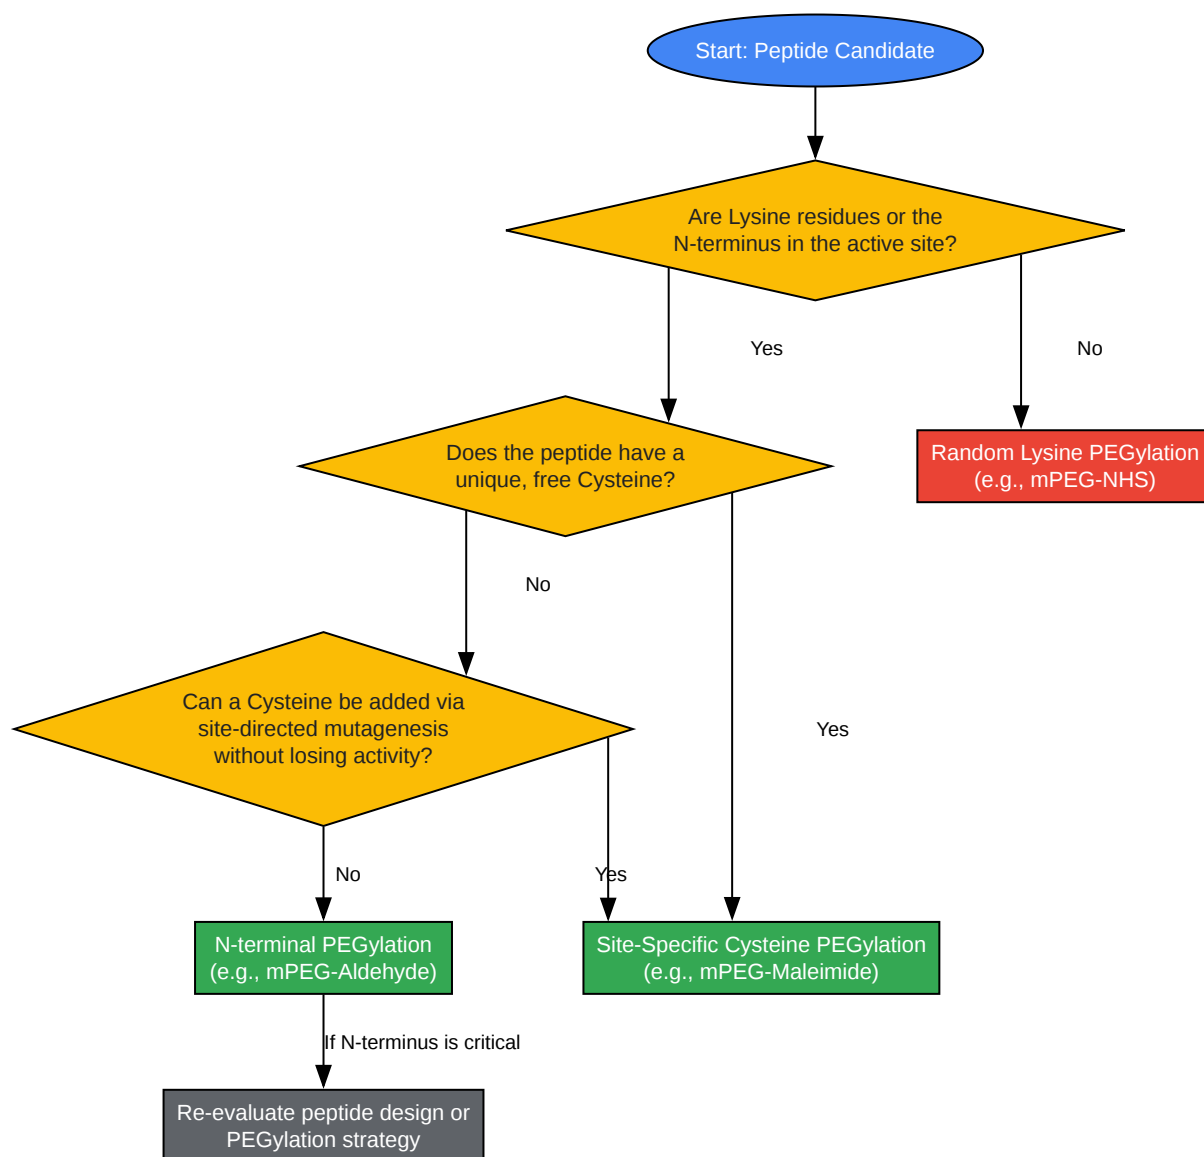 Start: Peptide Candidate
Are Lysine residues or the
N-terminus in the active site?
Yes
No
Does the peptide have a
unique, free Cysteine?
Random Lysine PEGylation
(e.g., mPEG-NHS)
No
Can a Cysteine be added via
site-directed mutagenesis
without losing activity?
Yes
No
Yes
N-terminal PEGylation
(e.g., mPEG-Aldehyde)
Site-Specific Cysteine PEGylation
(e.g., mPEG-Maleimide)
If N-terminus is critical
Re-evaluate peptide design or
PEGylation strategy